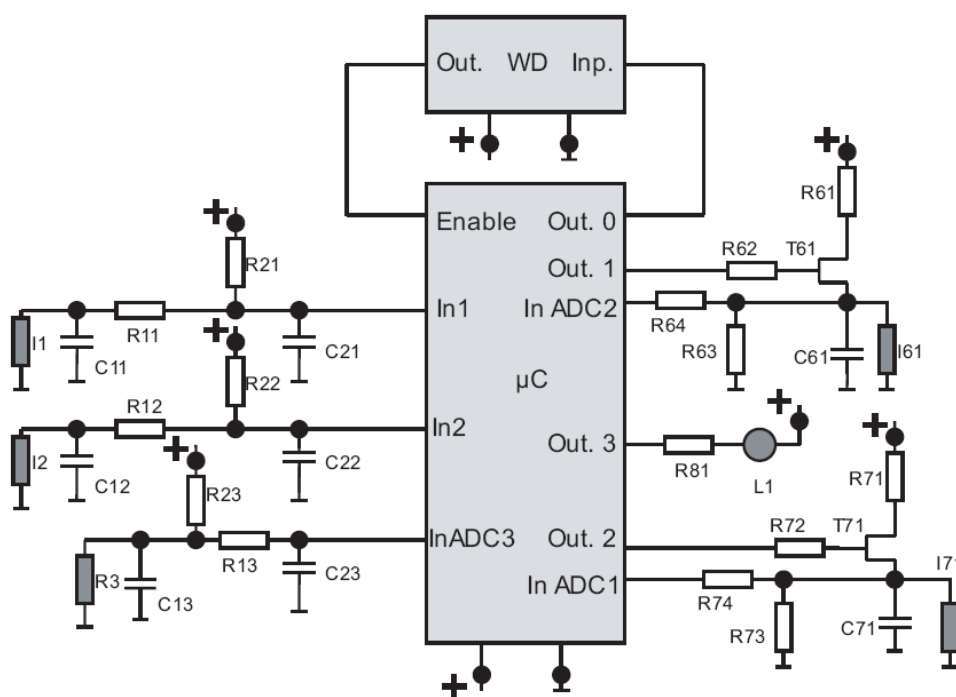 Out. WD Inp.
Enable Out. 0
Out. 1
In1 In ADC2
µC
In2
Out. 3
InADC3 Out. 2
In ADC1
R21
I1
C11
R11
C21
R22
R12
I2
C12
C22
R23
R3
C13
R13
C23
R61
R62
T61
R64
R63
C61
I61
R81
L1
R71
R72
T71
I71
R74
R73
C71